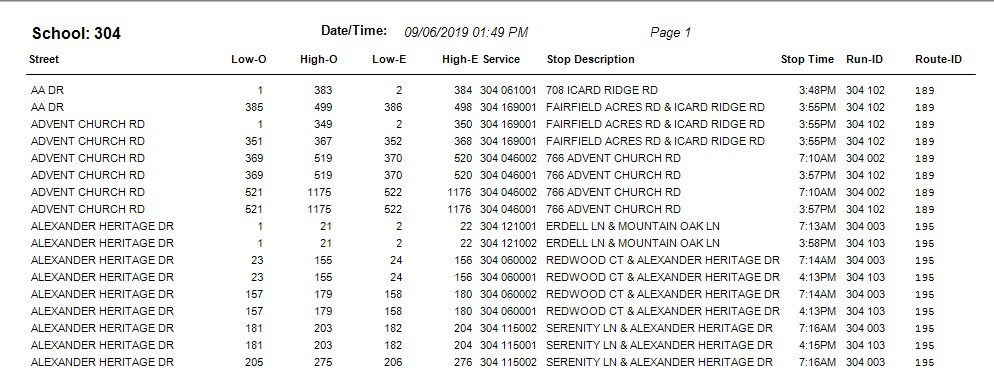 School: 304 Date/Time: 09/06/2019 01:49 PM Page 1
Street Low-O High-O Low-E High-E Service Stop Description Stop Time Run-ID Route-ID
AA DR 1 383 2 384 304 061001 708 ICARD RIDGE RD 3:48PM 304 102 189
AA DR 385 499 386 498 304 169001 FAIRFIELD ACRES RD & ICARD RIDGE RD 3:55PM 304 102 189
ADVENT CHURCH RD 1 349 2 350 304 169001 FAIRFIELD ACRES RD & ICARD RIDGE RD 3:55PM 304 102 189
ADVENT CHURCH RD 351 367 352 368 304 169001 FAIRFIELD ACRES RD & ICARD RIDGE RD 3:55PM 304 102 189
ADVENT CHURCH RD 369 519 370 520 304 046002 766 ADVENT CHURCH RD 7:10AM 304 002 189
ADVENT CHURCH RD 369 519 370 520 304 046001 766 ADVENT CHURCH RD 3:57PM 304 102 189
ADVENT CHURCH RD 521 1175 522 1176 304 046002 766 ADVENT CHURCH RD 7:10AM 304 002 189
ADVENT CHURCH RD 521 1175 522 1176 304 046001 766 ADVENT CHURCH RD 3:57PM 304 102 189
ALEXANDER HERITAGE DR 1 21 2 22 304 121001 ERDELL LN & MOUNTAIN OAK LN 7:13AM 304 003 195
ALEXANDER HERITAGE DR 1 21 2 22 304 121002 ERDELL LN & MOUNTAIN OAK LN 3:58PM 304 103 195
ALEXANDER HERITAGE DR 23 155 24 156 304 060002 REDWOOD CT & ALEXANDER HERITAGE DR 7:14AM 304 003 195
ALEXANDER HERITAGE DR 23 155 24 156 304 060001 REDWOOD CT & ALEXANDER HERITAGE DR 4:13PM 304 103 195
ALEXANDER HERITAGE DR 157 179 158 180 304 060002 REDWOOD CT & ALEXANDER HERITAGE DR 7:14AM 304 003 195
ALEXANDER HERITAGE DR 157 179 158 180 304 060001 REDWOOD CT & ALEXANDER HERITAGE DR 4:13PM 304 103 195
ALEXANDER HERITAGE DR 181 203 182 204 304 115002 SERENITY LN & ALEXANDER HERITAGE DR 7:16AM 304 003 195
ALEXANDER HERITAGE DR 181 203 182 204 304 115001 SERENITY LN & ALEXANDER HERITAGE DR 4:15PM 304 103 195
ALEXANDER HERITAGE DR 205 275 206 276 304 115002 SERENITY LN & ALEXANDER HERITAGE DR 7:16AM 304 003 195